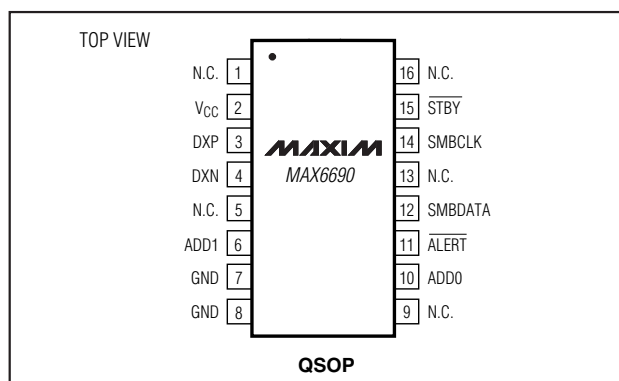 TOP VIEW
N.C. 1
VCC 2
DXP 3
DXN 4
N.C. 5
ADD1 6
GND 7
GND 8
MAXIM
MAX6690
16 N.C.
15 STBY
14 SMBCLK
13 N.C.
12 SMBDATA
11 ALERT
10 ADD0
9 N.C.
QSOP